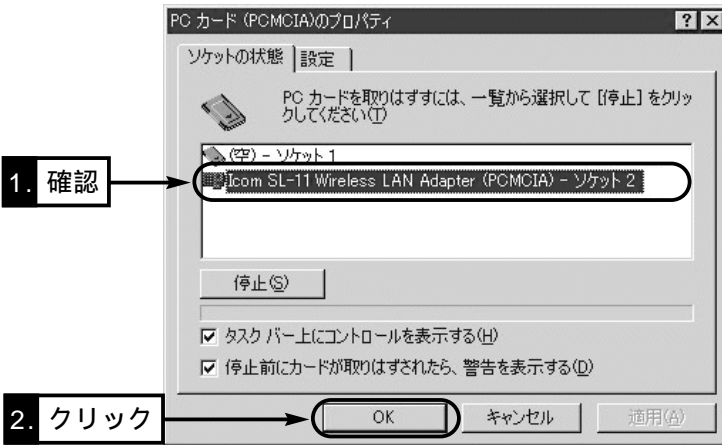 PC カード (PCMCIA)のプロパティ
? ×
ソケットの状態
設定
PC カードを取りはずすには、一覧から選択して [停止] をクリッ
クしてください(T)
(空) - ソケット 1
Icom SL-11 Wireless LAN Adapter (PCMCIA) - ソケット 2
1. 確認
停止(S)
タスク バー上にコントロールを表示する(H)
停止前にカードが取りはずされたら、警告を表示する(D)
2. クリック
OK
キャンセル
適用(A)